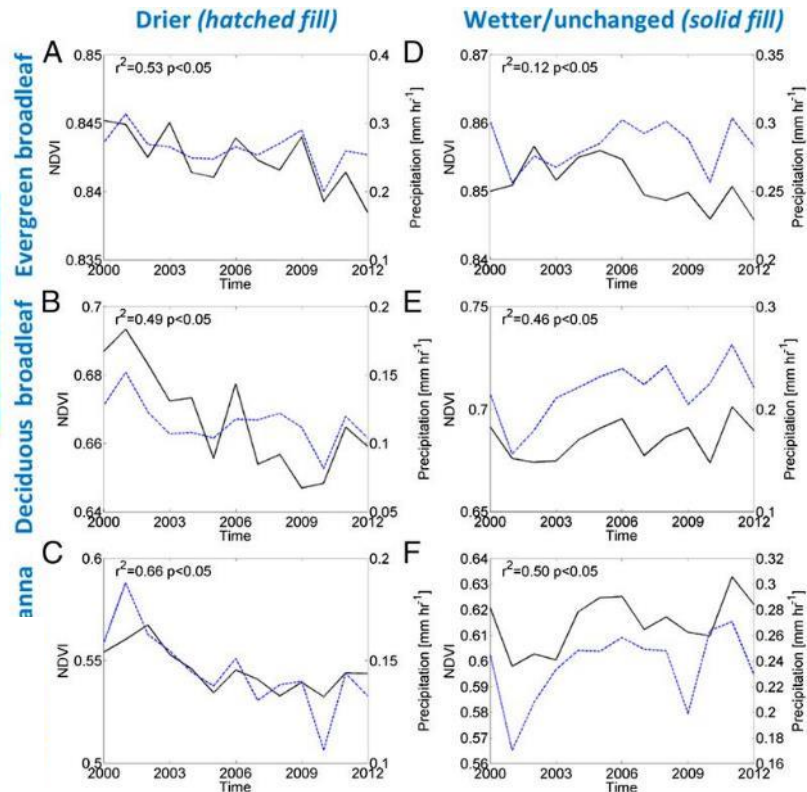 Drier (hatched fill)
Wetter/unchanged (solid fill)
Evergreen broadleaf
Deciduous broadleaf
anna
A
r²=0.53 p<0.05
0.85
0.845
0.84
0.835
NDVI
0.4
0.3
0.2
0.1
Precipitation [mm hr⁻¹]
2000 2003 2006 2009 2012
Time
D
r²=0.12 p<0.05
0.87
0.86
0.85
0.84
NDVI
0.35
0.3
0.25
0.2
Precipitation [mm hr⁻¹]
2000 2003 2006 2009 2012
Time
B
r²=0.49 p<0.05
0.7
0.68
0.66
0.64
NDVI
0.2
0.15
0.1
0.05
Precipitation [mm hr⁻¹]
2000 2003 2006 2009 2012
Time
E
r²=0.46 p<0.05
0.75
0.7
0.65
NDVI
0.3
0.2
0.1
Precipitation [mm hr⁻¹]
2000 2003 2006 2009 2012
Time
C
r²=0.66 p<0.05
0.6
0.55
0.5
NDVI
0.2
0.15
0.1
Precipitation [mm hr⁻¹]
2000 2003 2006 2009 2012
Time
F
r²=0.50 p<0.05
0.64
0.63
0.62
0.61
0.6
0.59
0.58
0.57
0.56
NDVI
0.32
0.3
0.28
0.26
0.24
0.22
0.2
0.18
0.16
Precipitation [mm hr⁻¹]
2000 2003 2006 2009 2012
Time